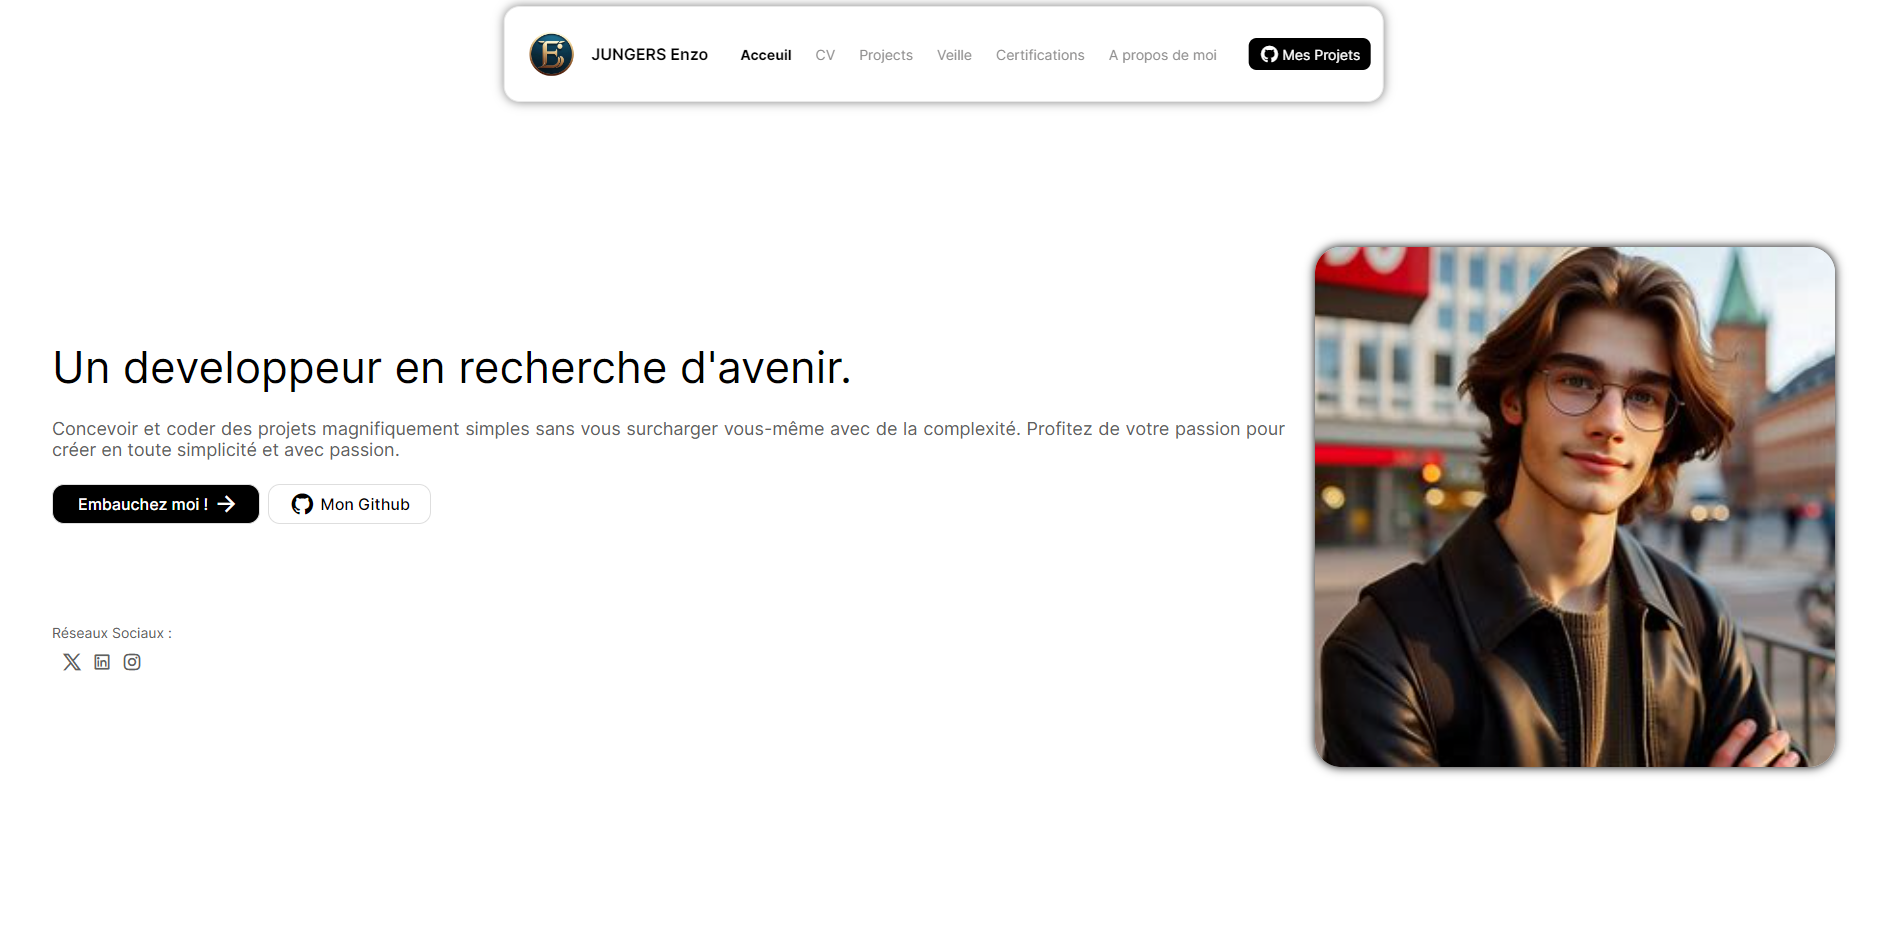 JUNGERS Enzo Acceuil CV Projects Veille Certifications A propos de moi Mes Projets
Un developpeur en recherche d'avenir.
Concevoir et coder des projets magnifiquement simples sans vous surcharger vous-même avec de la complexité. Profitez de votre passion pour
créer en toute simplicité et avec passion.
Embauchez moi ! Mon Github
Réseaux Sociaux :